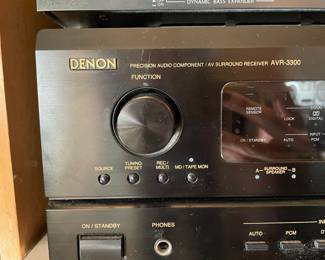 DYNAMIC BASS EXPANDER
DENON PRECISION AUDIO COMPONENT / AV SURROUND RECEIVER AVR-3300
FUNCTION
REMOTE SENSOR
LOCK
DIGITAL
ON / STANDBY
INPUT
PCM
SOURCE
TUNING PRESET
REC / MULTI
MD / TAPE MON
A SURROUND SPEAKER B
ON / STANDBY
PHONES
AUTO
PCM